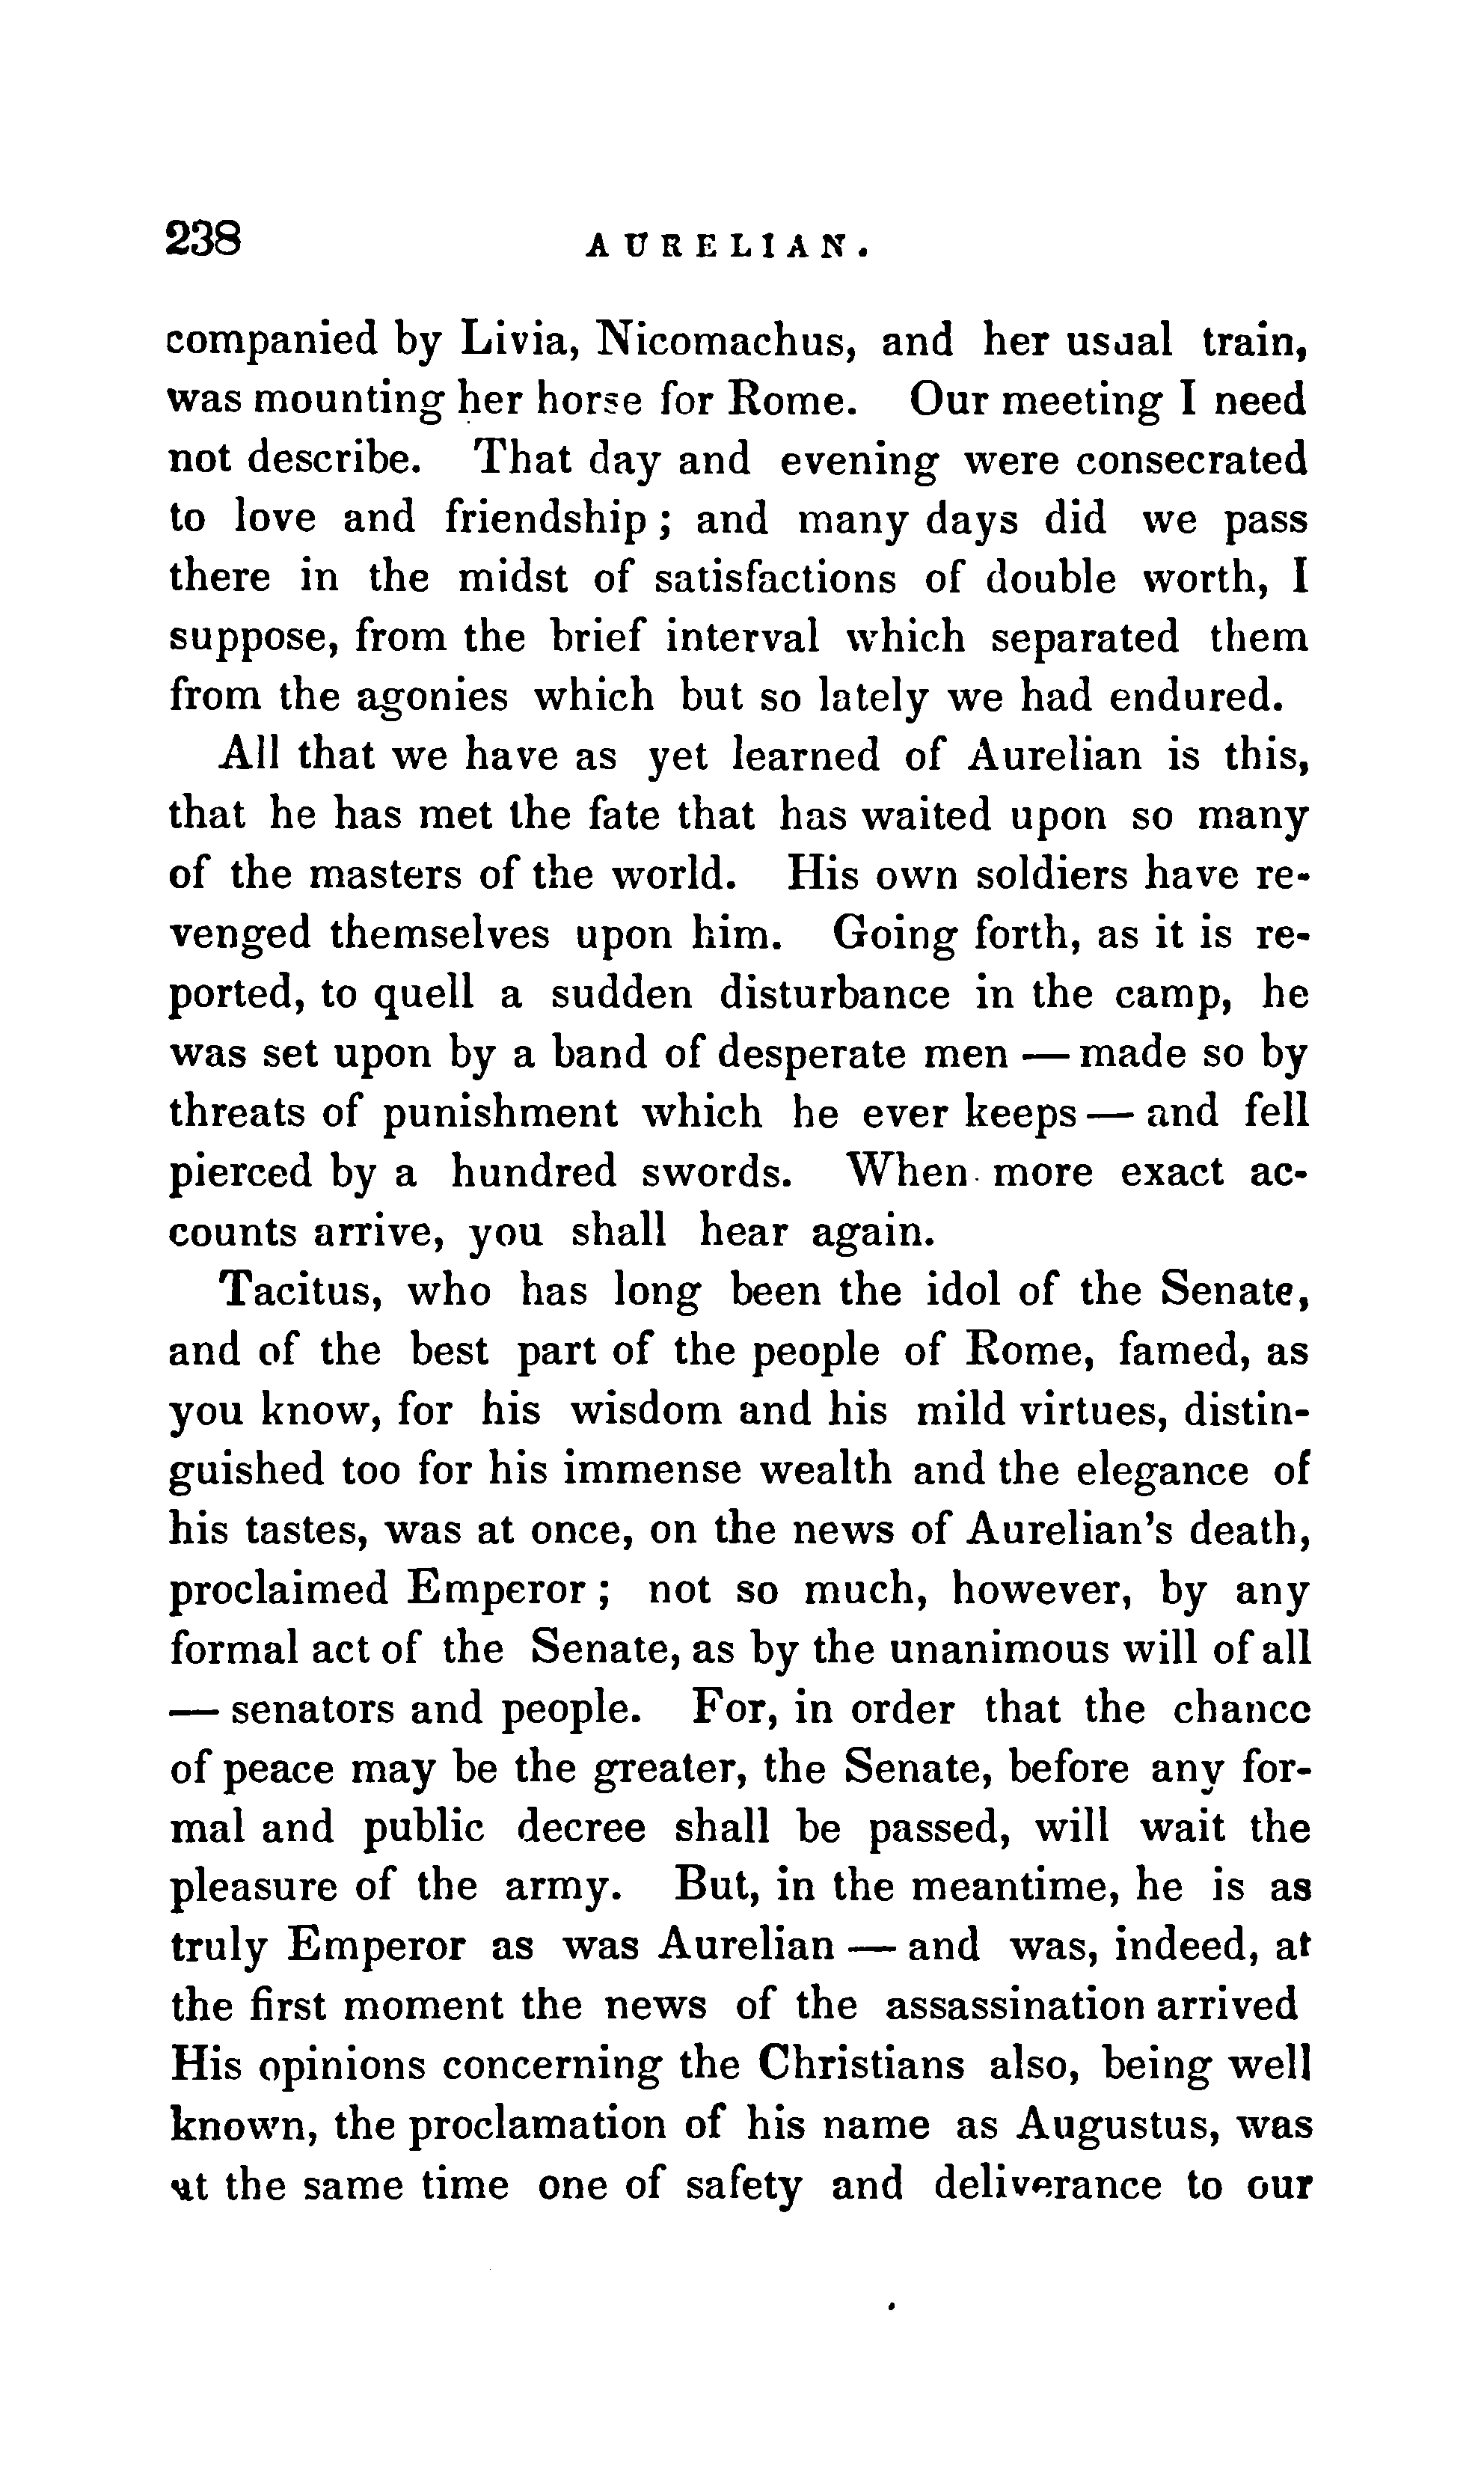 238 AURELIAN.
companied by Livia, Nicomachus, and her usual train,
was mounting her horse for Rome. Our meeting I need
not describe. That day and evening were consecrated
to love and friendship; and many days did we pass
there in the midst of satisfactions of double worth, I
suppose, from the brief interval which separated them
from the agonies which but so lately we had endured.
All that we have as yet learned of Aurelian is this,
that he has met the fate that has waited upon so many
of the masters of the world. His own soldiers have re-
venged themselves upon him. Going forth, as it is re-
ported, to quell a sudden disturbance in the camp, he
was set upon by a band of desperate men — made so by
threats of punishment which he ever keeps — and fell
pierced by a hundred swords. When more exact ac-
counts arrive, you shall hear again.
Tacitus, who has long been the idol of the Senate,
and of the best part of the people of Rome, famed, as
you know, for his wisdom and his mild virtues, distin-
guished too for his immense wealth and the elegance of
his tastes, was at once, on the news of Aurelian's death,
proclaimed Emperor; not so much, however, by any
formal act of the Senate, as by the unanimous will of all
— senators and people. For, in order that the chance
of peace may be the greater, the Senate, before any for-
mal and public decree shall be passed, will wait the
pleasure of the army. But, in the meantime, he is as
truly Emperor as was Aurelian — and was, indeed, at
the first moment the news of the assassination arrived
His opinions concerning the Christians also, being well
known, the proclamation of his name as Augustus, was
at the same time one of safety and deliverance to our